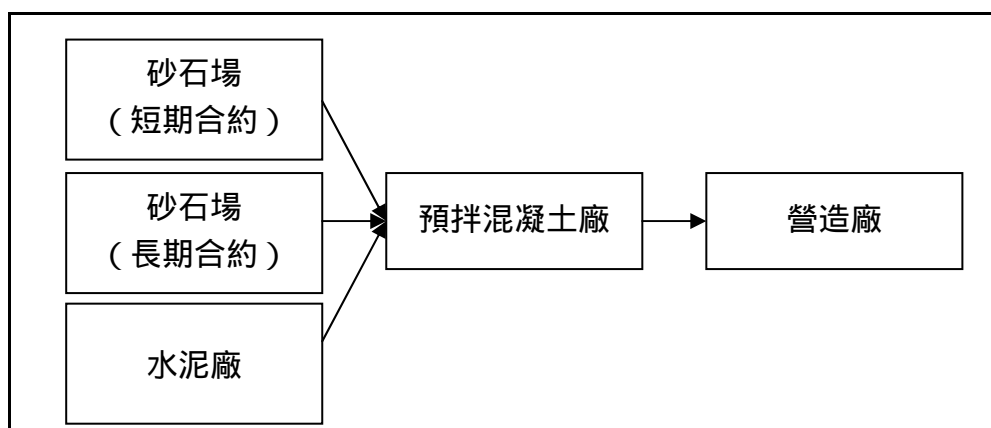 砂石場
（短期合約）
砂石場
（長期合約）
水泥廠
預拌混凝土廠
營造廠